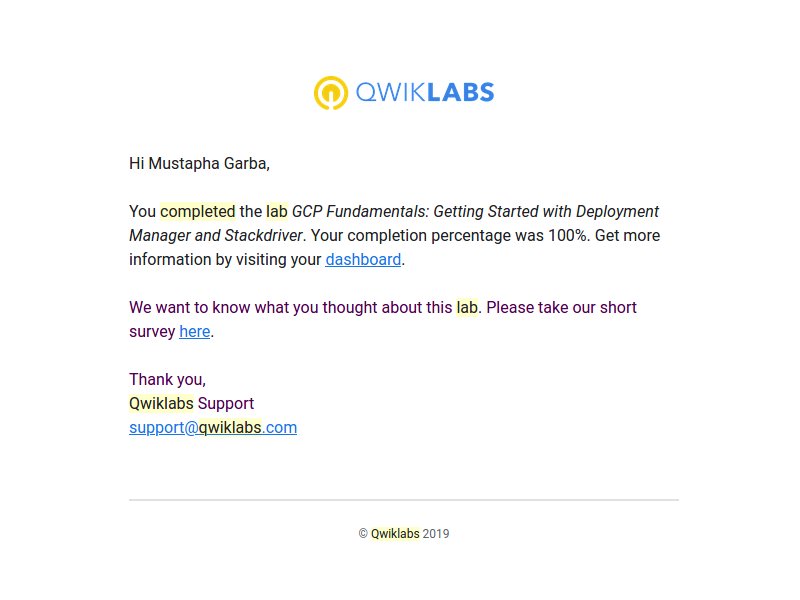 QWIKLABS
Hi Mustapha Garba,
You completed the lab GCP Fundamentals: Getting Started with Deployment
Manager and Stackdriver. Your completion percentage was 100%. Get more
information by visiting your dashboard.
We want to know what you thought about this lab. Please take our short
survey here.
Thank you,
Qwiklabs Support
support@qwiklabs.com
© Qwiklabs 2019